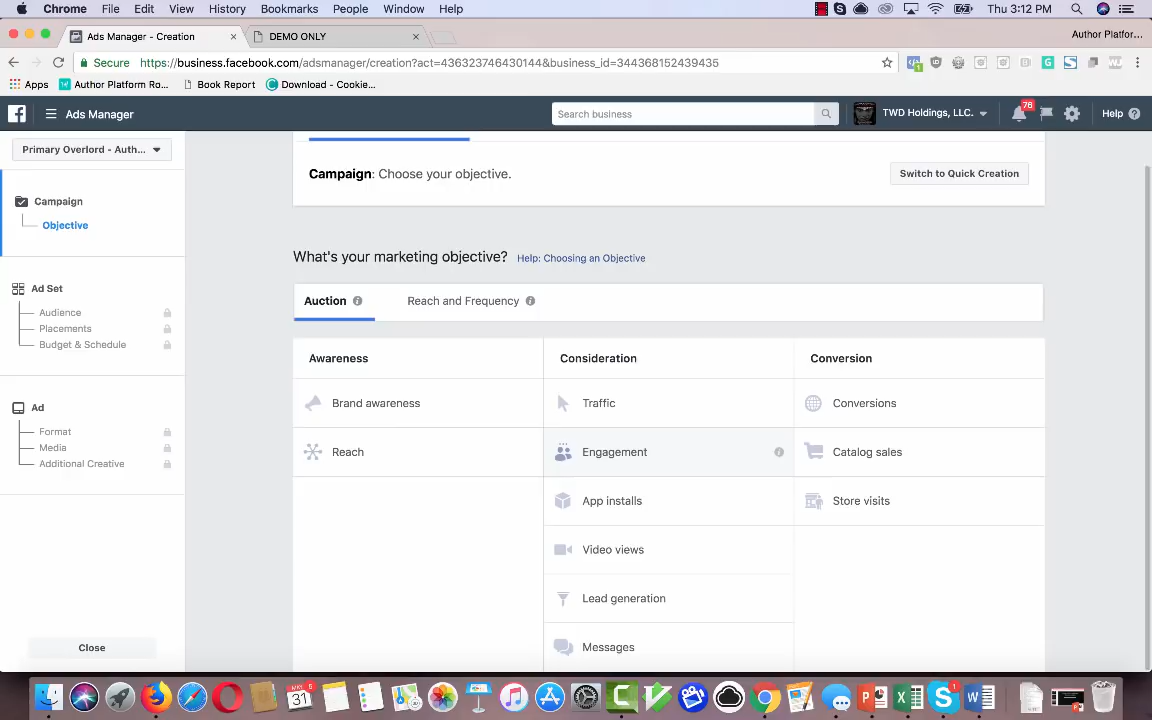 Chrome File Edit View History Bookmarks People Window Help Thu 3:12 PM
Ads Manager - Creation DEMO ONLY Author Platfor...
Secure https://business.facebook.com/adsmanager/creation?act=436323746430144&business_id=344368152439435
Apps Author Platform Ro... Book Report Download - Cookie...
Ads Manager Search business TWD Holdings, LLC. 76 Help
Primary Overlord - Auth...
Campaign: Choose your objective. Switch to Quick Creation
Campaign
Objective
What's your marketing objective? Help: Choosing an Objective
Ad Set
Audience
Placements
Budget & Schedule
Auction Reach and Frequency
Awareness Consideration Conversion
Brand awareness Traffic Conversions
Reach Engagement Catalog sales
App installs Store visits
Video views
Lead generation
Messages
Ad
Format
Media
Additional Creative
Close